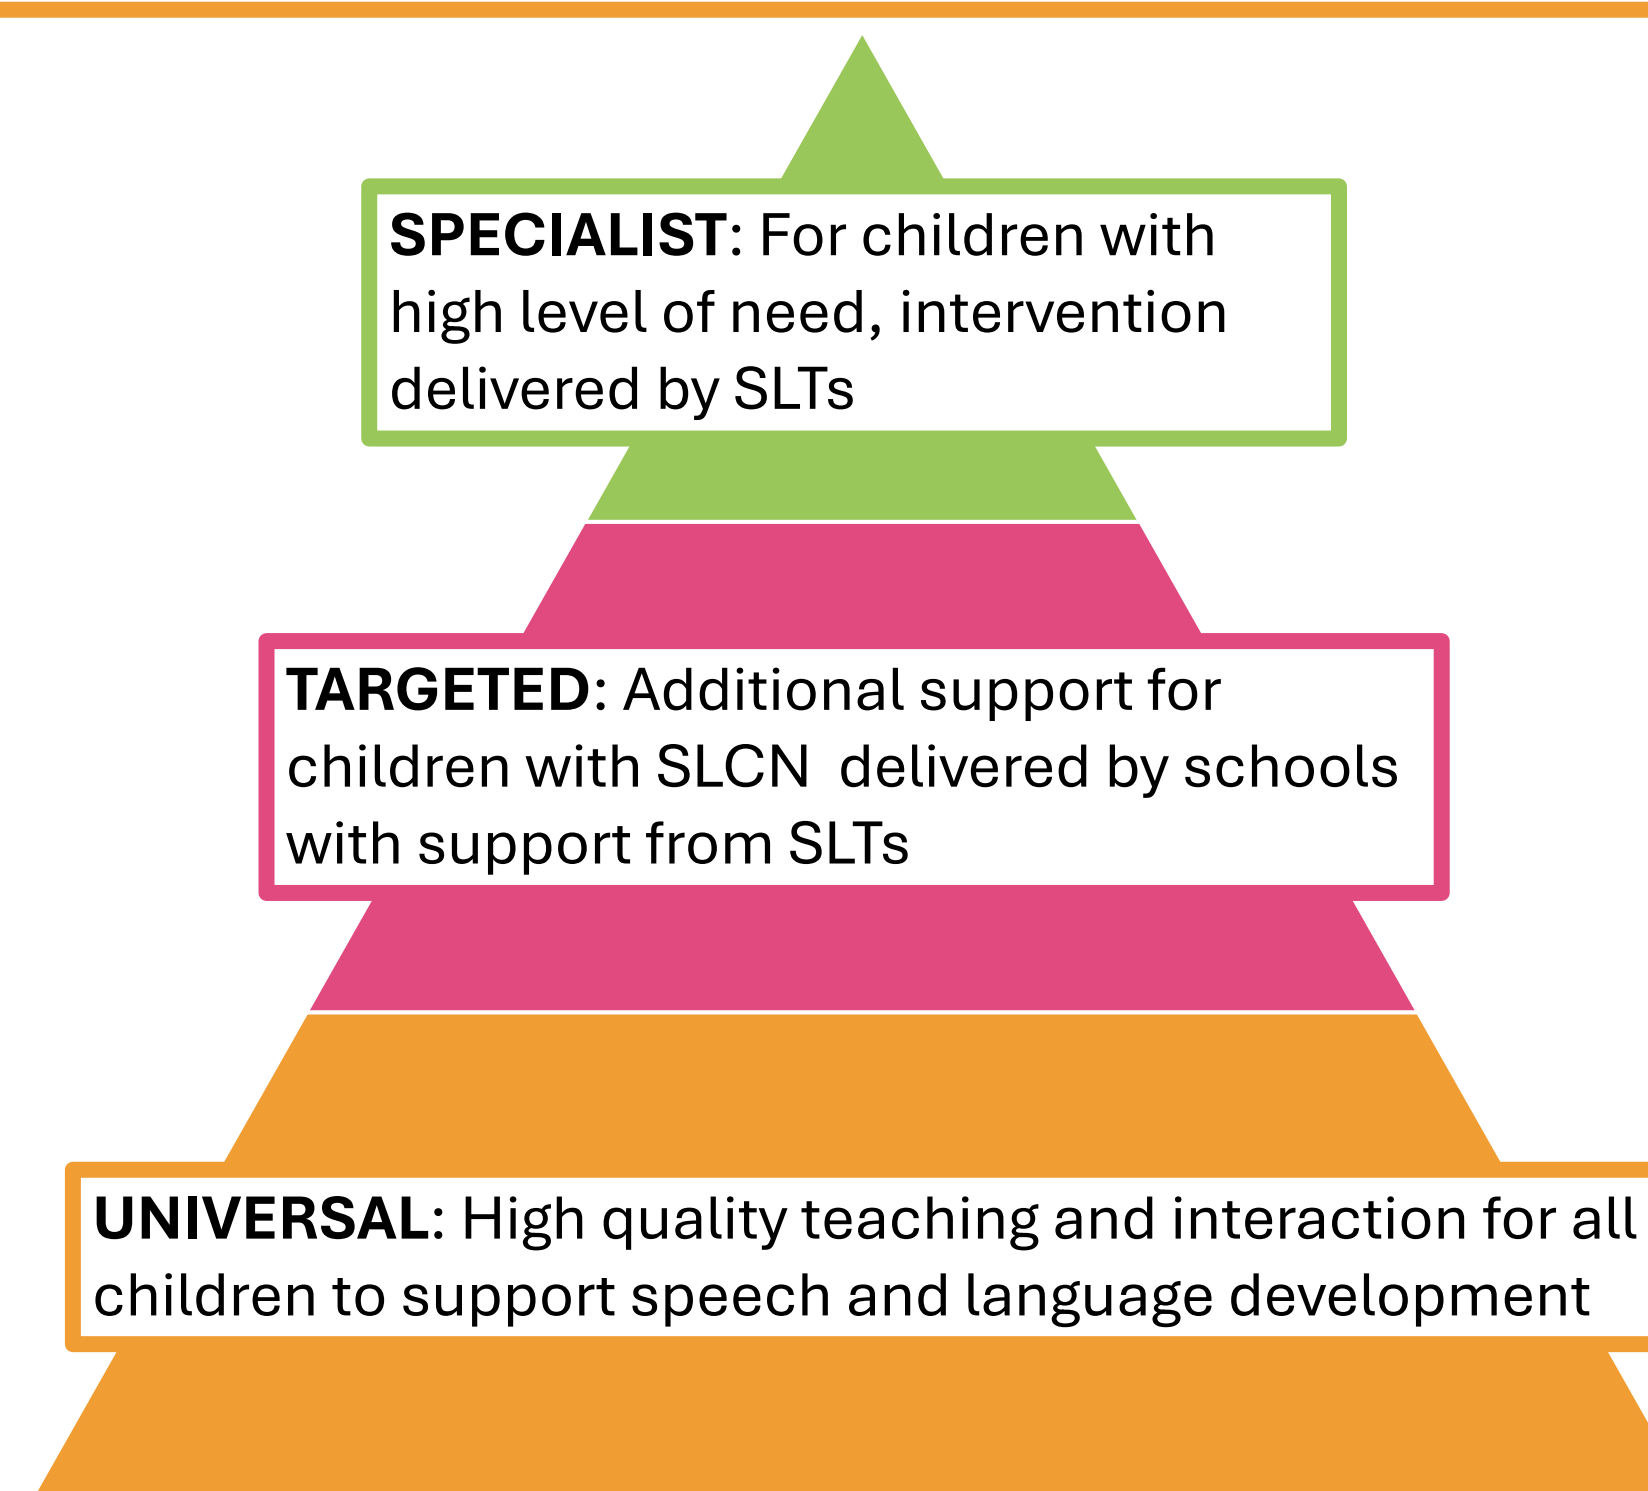 SPECIALIST: For children with
high level of need, intervention
delivered by SLTs
TARGETED: Additional support for
children with SLCN  delivered by schools
with support from SLTs
UNIVERSAL: High quality teaching and interaction for all
children to support speech and language development